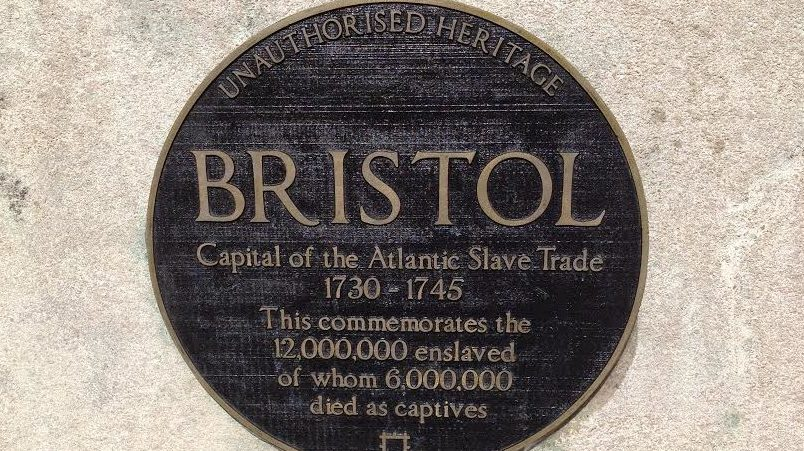 UNAUTHORISED HERITAGE
BRISTOL
Capital of the Atlantic Slave Trade
1730 - 1745
This commemorates the
12,000,000 enslaved
of whom 6,000,000
died as captives